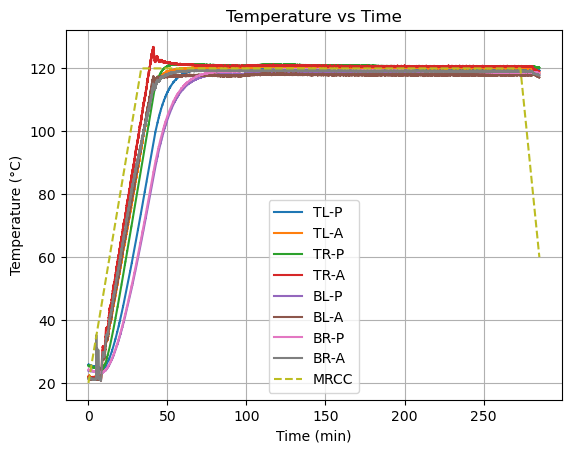 Temperature vs Time
Temperature (°C)
120
100
80
60
40
20
TL-P
TL-A
TR-P
TR-A
BL-P
BL-A
BR-P
BR-A
MRCC
0
50
100
150
200
250
Time (min)